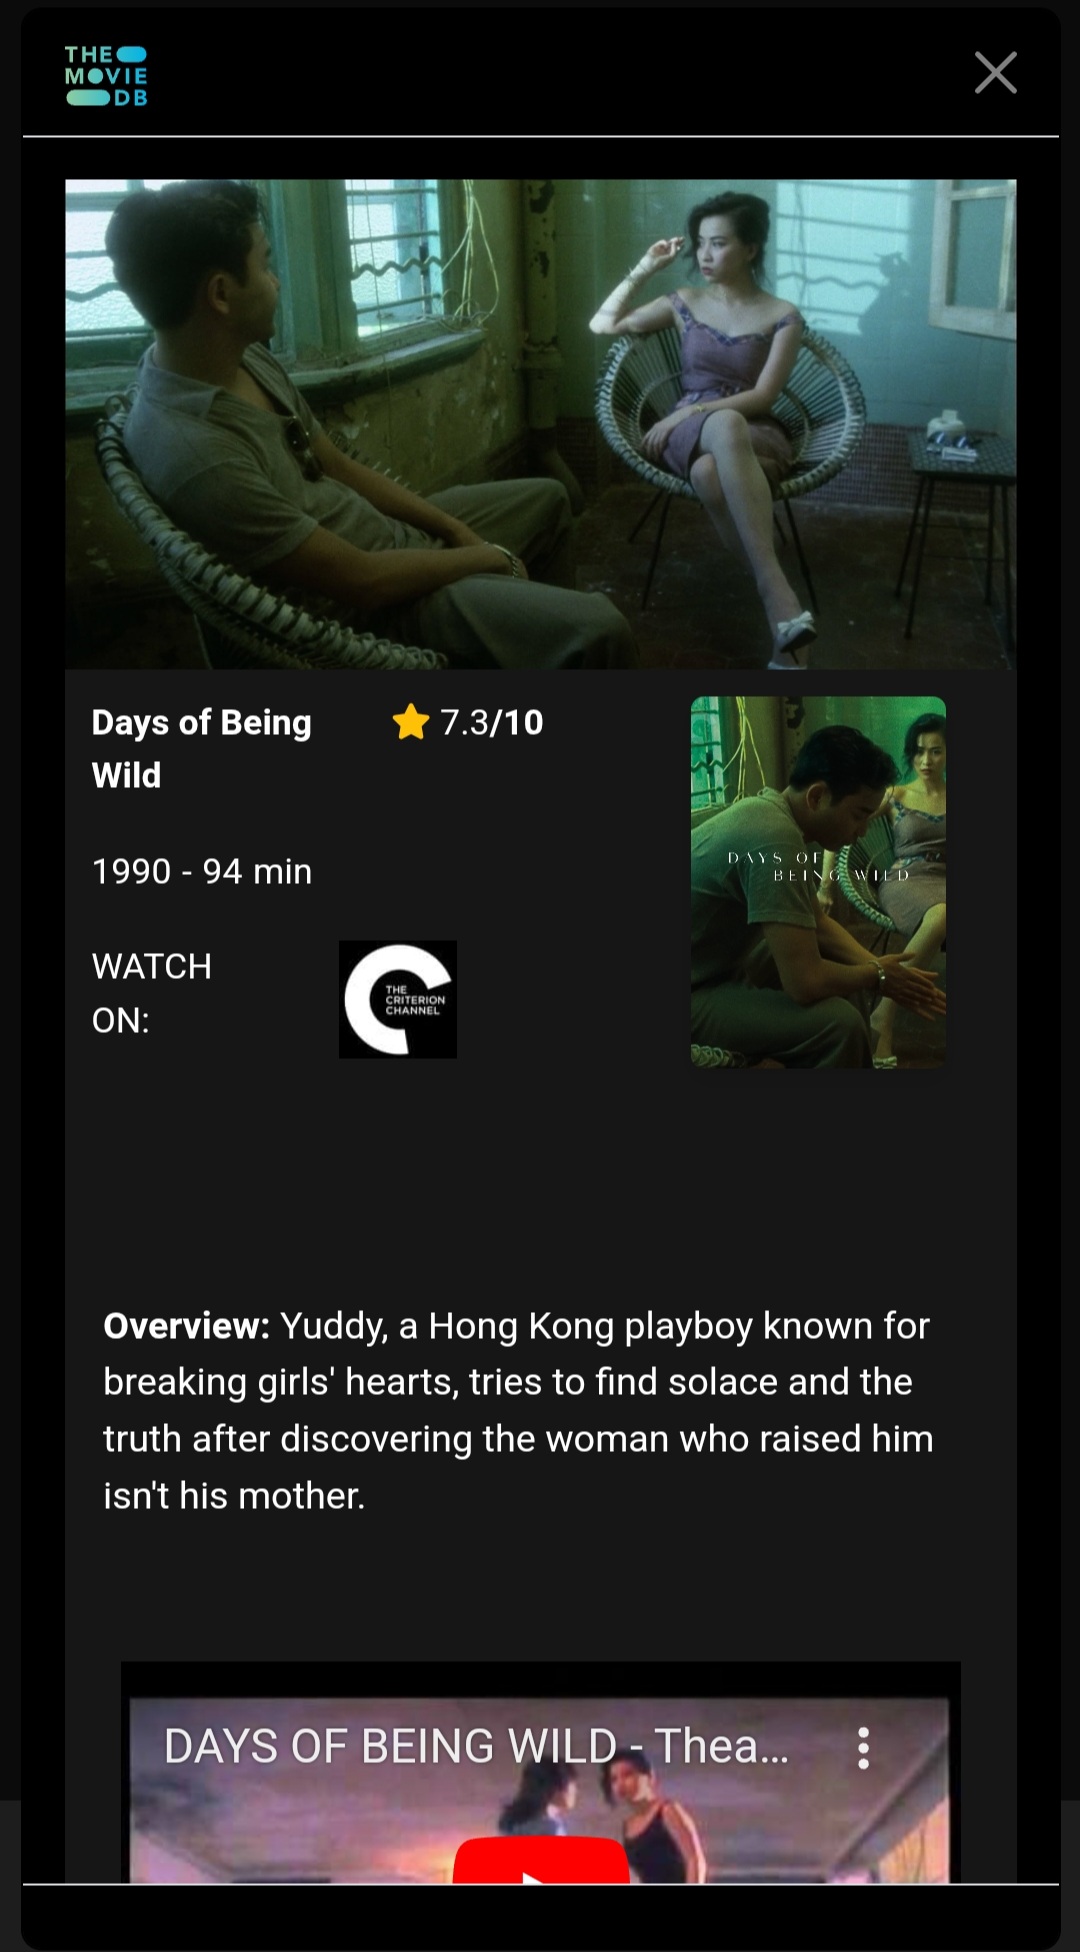 THE
MOVIE
DB
Days of Being
Wild
7.3/10
1990 - 94 min
WATCH
ON:
THE
CRITERION
CHANNEL
DAYS OF
BEING WILD
Overview: Yuddy, a Hong Kong playboy known for
breaking girls' hearts, tries to find solace and the
truth after discovering the woman who raised him
isn't his mother.
DAYS OF BEING WILD - Thea...